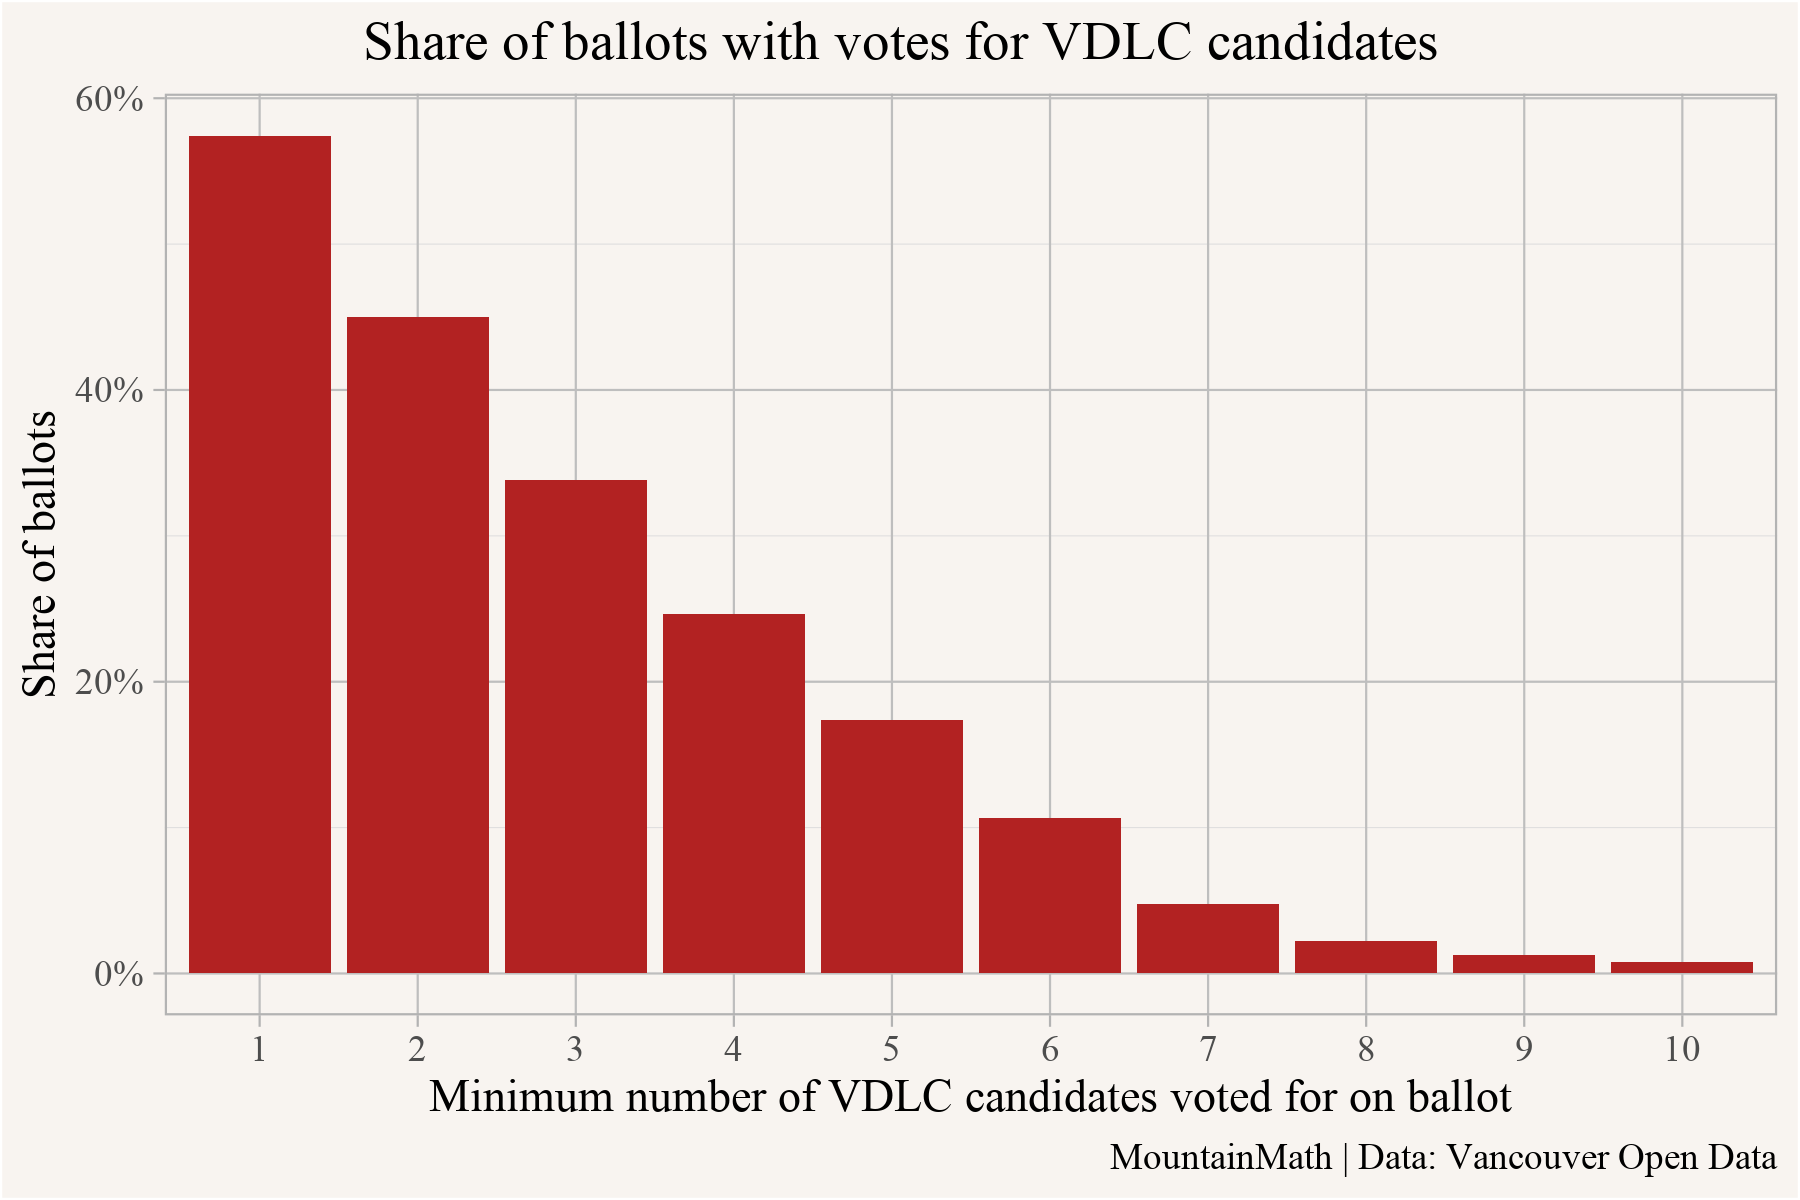 Share of ballots with votes for VDLC candidates
60%
40%
20%
0%
Share of ballots
1 2 3 4 5 6 7 8 9 10
Minimum number of VDLC candidates voted for on ballot
MountainMath | Data: Vancouver Open Data